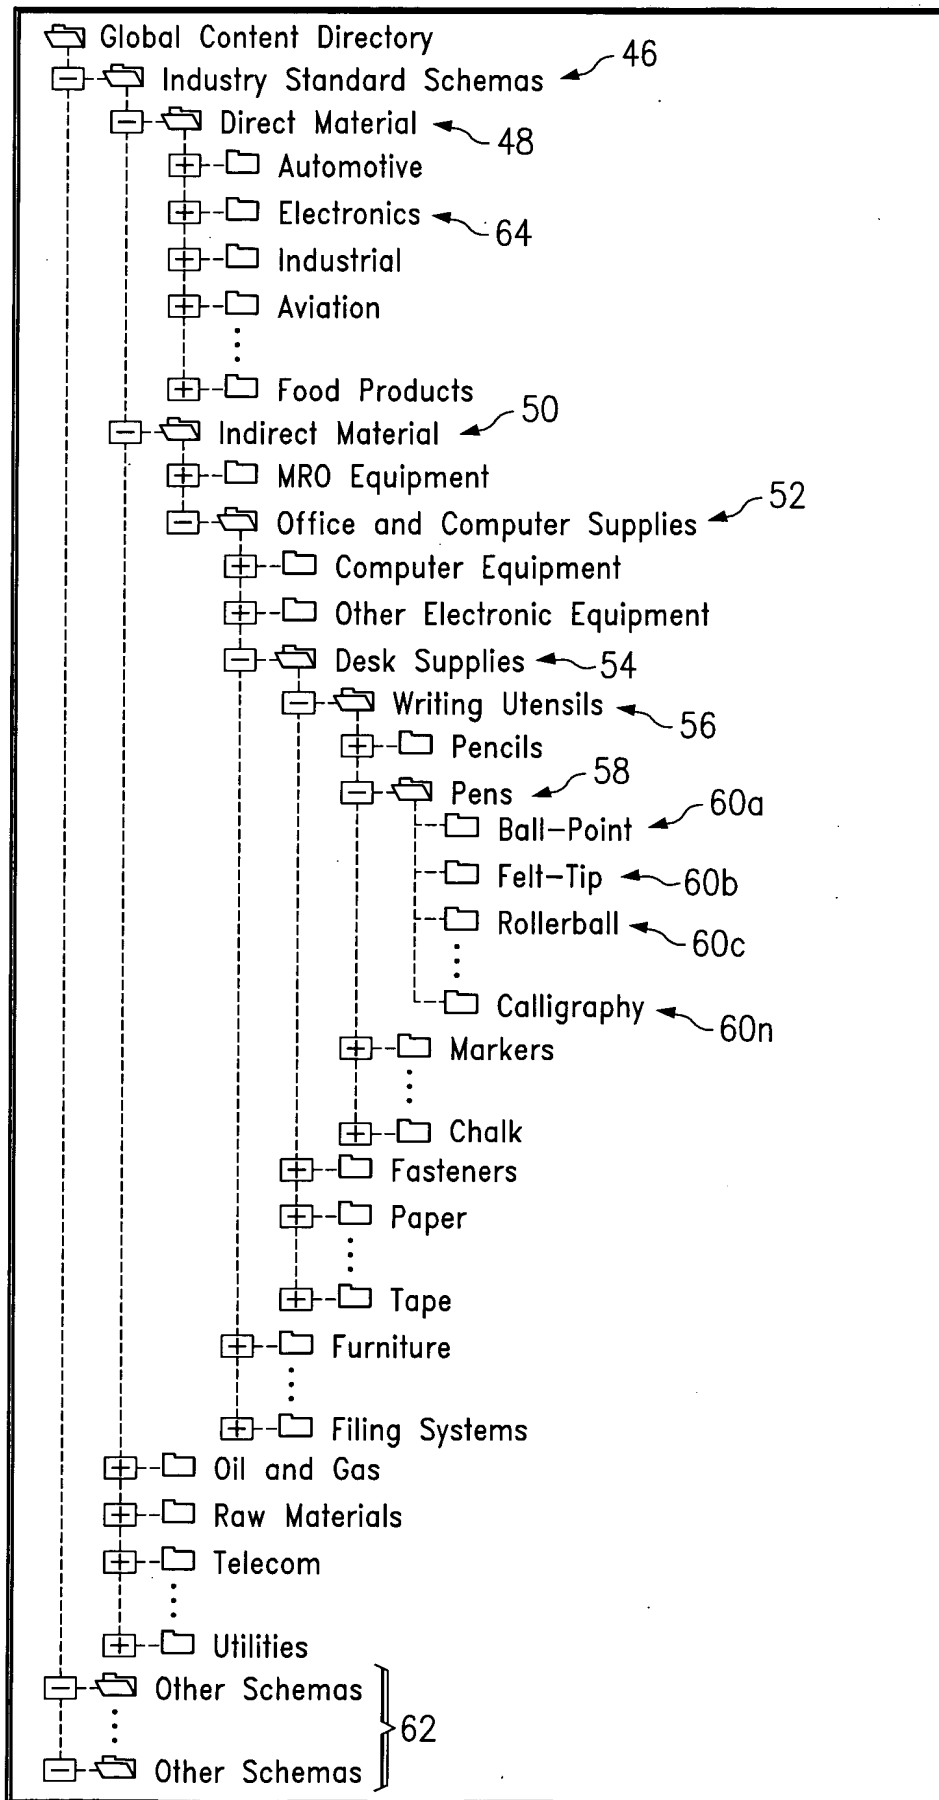 Global Content Directory
Industry Standard Schemas 46
Direct Material 48
Automotive
Electronics 64
Industrial
Aviation
Food Products
Indirect Material 50
MRO Equipment
Office and Computer Supplies 52
Computer Equipment
Other Electronic Equipment
Desk Supplies 54
Writing Utensils 56
Pencils
Pens 58
Ball-Point 60a
Felt-Tip 60b
Rollerball 60c
Calligraphy 60n
Markers
Chalk
Fasteners
Paper
Tape
Furniture
Filing Systems
Oil and Gas
Raw Materials
Telecom
Utilities
Other Schemas
62
Other Schemas